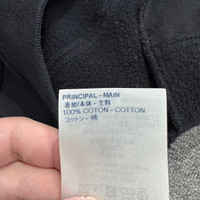 PRINCIPAL - MAIN
表地/本体 - 主料
100% COTON - COTTON
コットン - 棉